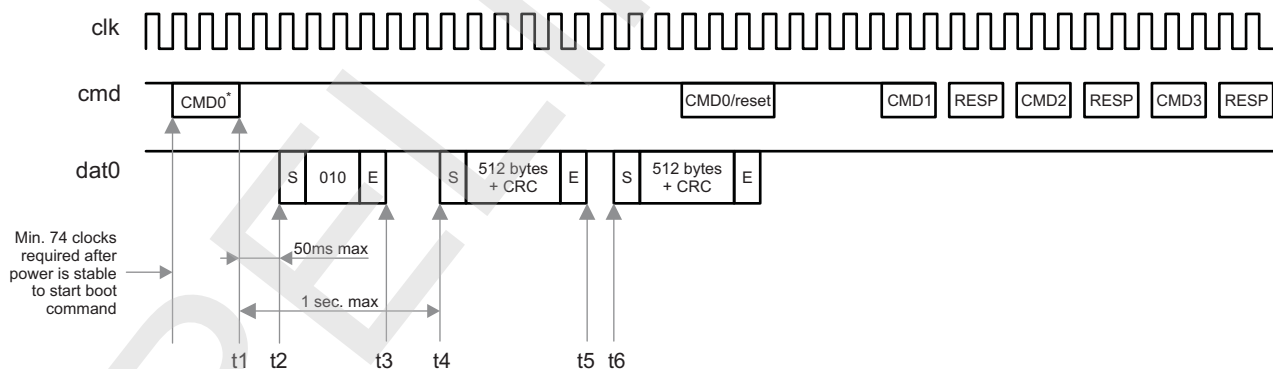 clk
cmd
CMD0*
CMD0/reset
CMD1
RESP
CMD2
RESP
CMD3
RESP
dat0
S
010
E
S
512 bytes
+ CRC
E
S
512 bytes
+ CRC
E
Min. 74 clocks
required after
power is stable
to start boot
command
50ms max
1 sec. max
t1
t2
t3
t4
t5
t6